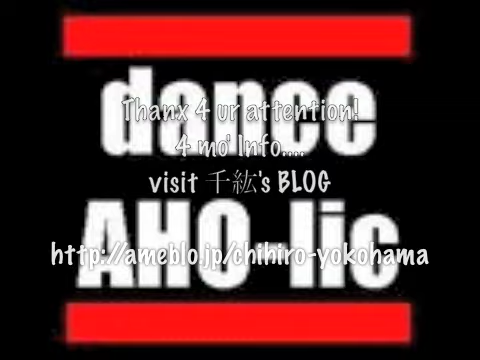 dance
Thanx 4 ur attention!
4 mo' Info....
visit 千紘's BLOG
AHO-lic
http://ameblo.jp/chihiro-yokohama